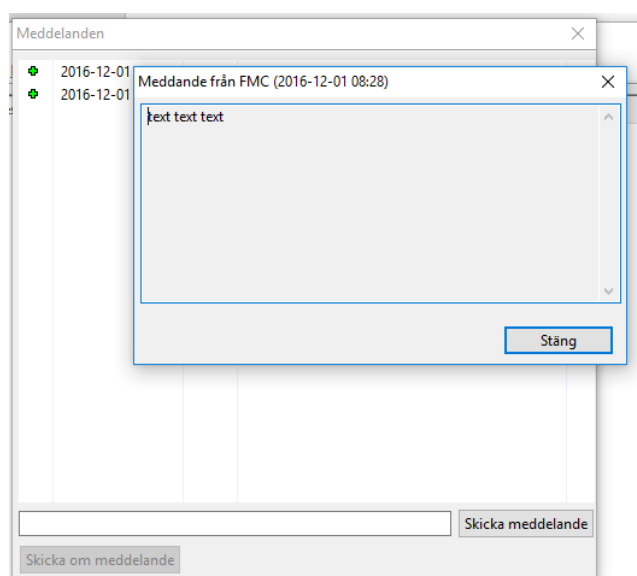 Meddelanden
2016-12-01
2016-12-01
Meddande från FMC (2016-12-01 08:28)
text text text
Stäng
Skicka meddelande
Skicka om meddelande